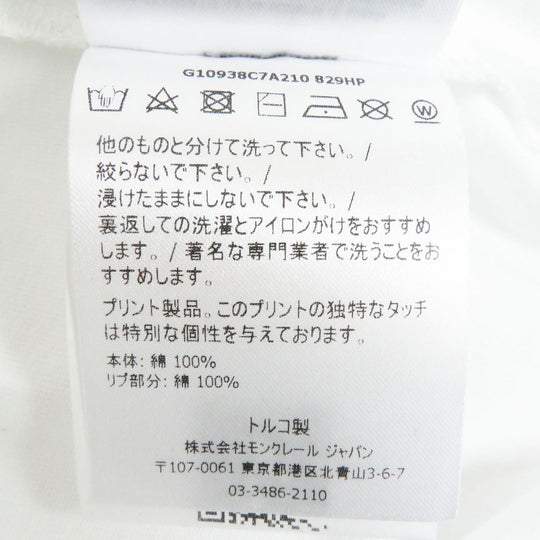 G10938C7A210 829HP
他のものと分けて洗って下さい。/
絞らないで下さい。/
浸けたままにしないで下さい。/
裏返しての洗濯とアイロンがけをおすすめ
します。/ 著名な専門業者で洗うことをお
すすめします。
プリント製品。このプリントの独特なタッチ
は特別な個性を与えております。
本体: 綿 100%
リブ部分: 綿 100%
トルコ製
株式会社モンクレール ジャパン
〒107-0061 東京都港区北青山3-6-7
03-3486-2110